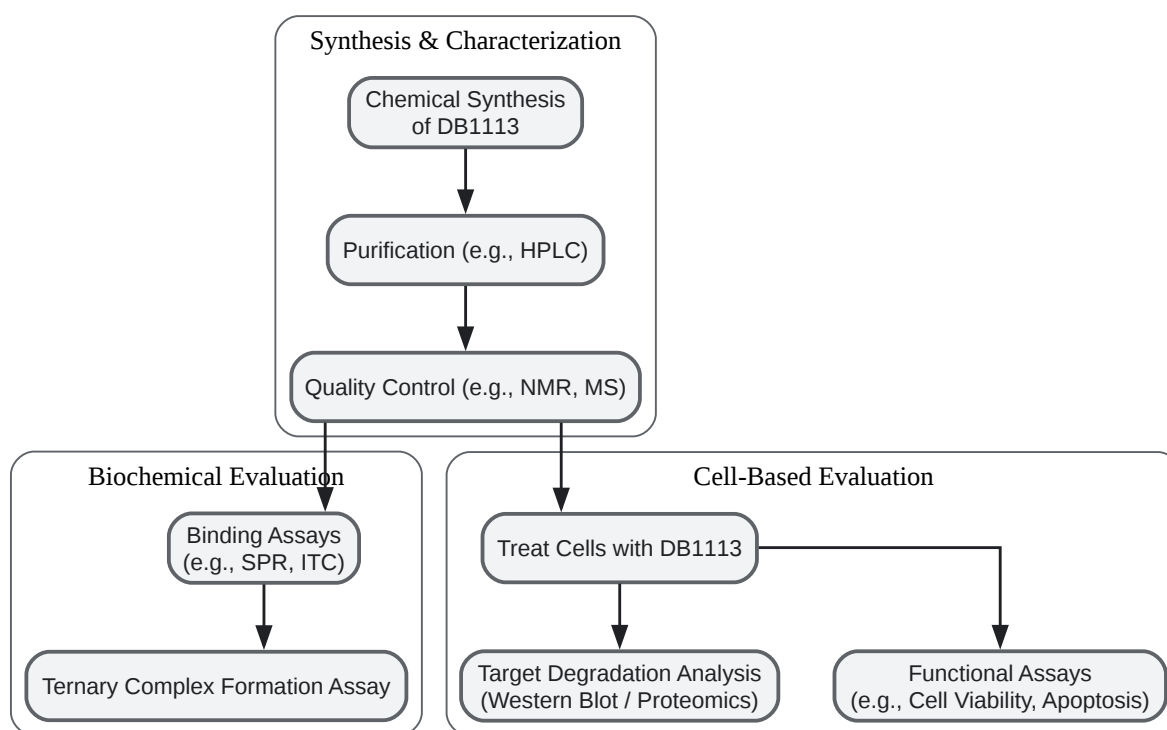 Synthesis & Characterization
Chemical Synthesis
of DB1113
Purification (e.g., HPLC)
Quality Control (e.g., NMR, MS)
Biochemical Evaluation
Binding Assays
(e.g., SPR, ITC)
Ternary Complex Formation Assay
Cell-Based Evaluation
Treat Cells with DB1113
Target Degradation Analysis
(Western Blot / Proteomics)
Functional Assays
(e.g., Cell Viability, Apoptosis)